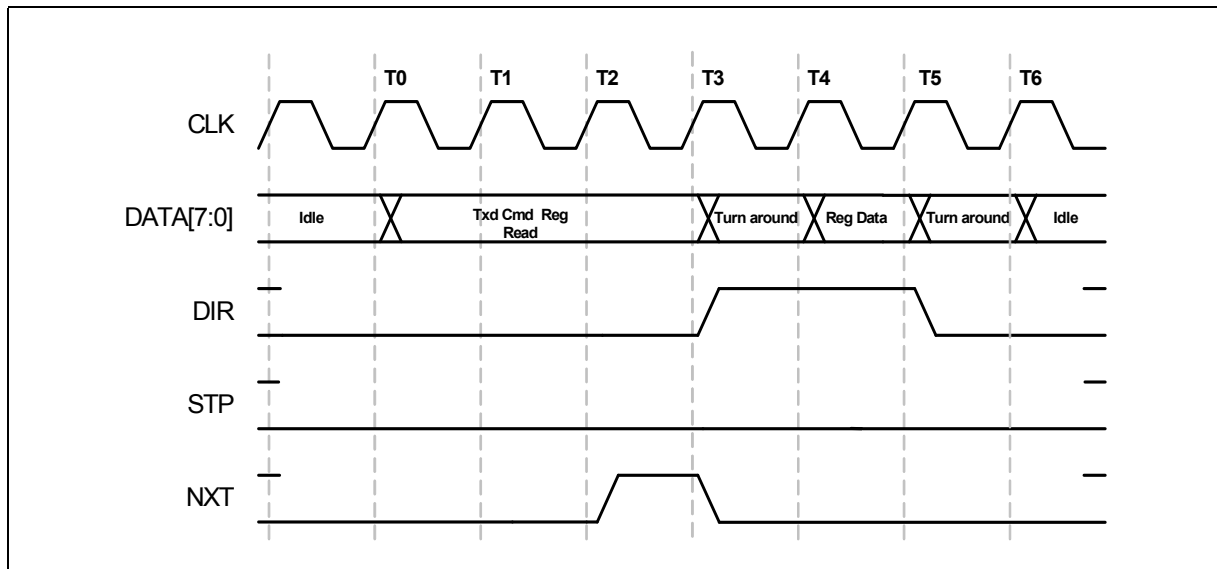 T0 T1 T2 T3 T4 T5 T6
CLK
DATA[7:0]
Idle
Txd Cmd Reg
Read
Turn around
Reg Data
Turn around
Idle
DIR
STP
NXT